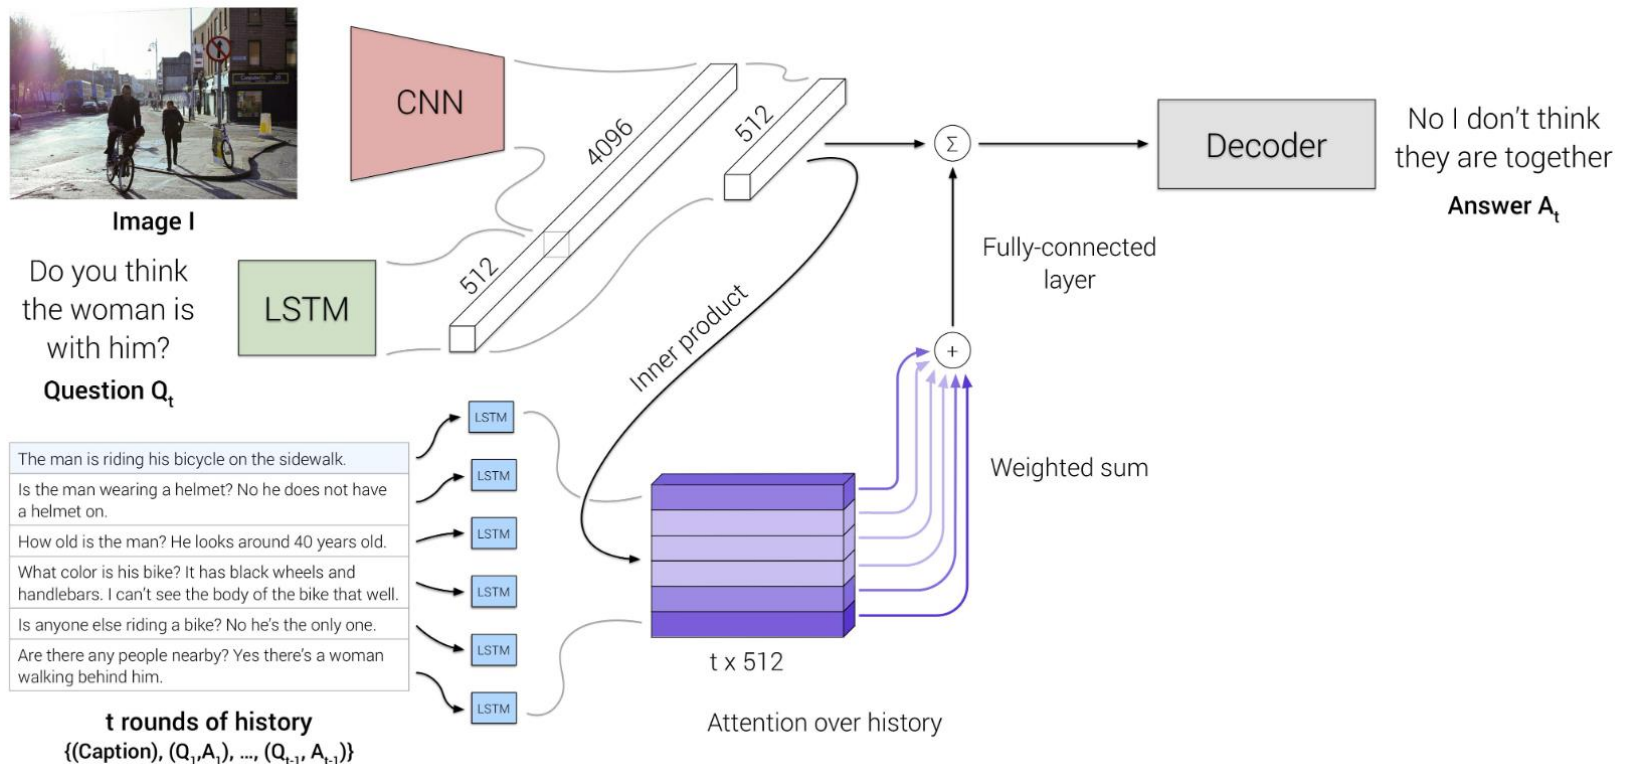 CNN
4096
512
Σ
Decoder
No I don't think
they are together
Answer Aₜ
Image I
Do you think
the woman is
with him?
Question Qₜ
LSTM
512
Inner product
Fully-connected
layer
+
Weighted sum
The man is riding his bicycle on the sidewalk.
Is the man wearing a helmet? No he does not have
a helmet on.
How old is the man? He looks around 40 years old.
What color is his bike? It has black wheels and
handlebars. I can't see the body of the bike that well.
Is anyone else riding a bike? No he's the only one.
Are there any people nearby? Yes there's a woman
walking behind him.
LSTM
LSTM
LSTM
LSTM
LSTM
LSTM
t x 512
Attention over history
t rounds of history
{(Caption), (Q₁,A₁), ..., (Qₜ₋₁, Aₜ₋₁)}